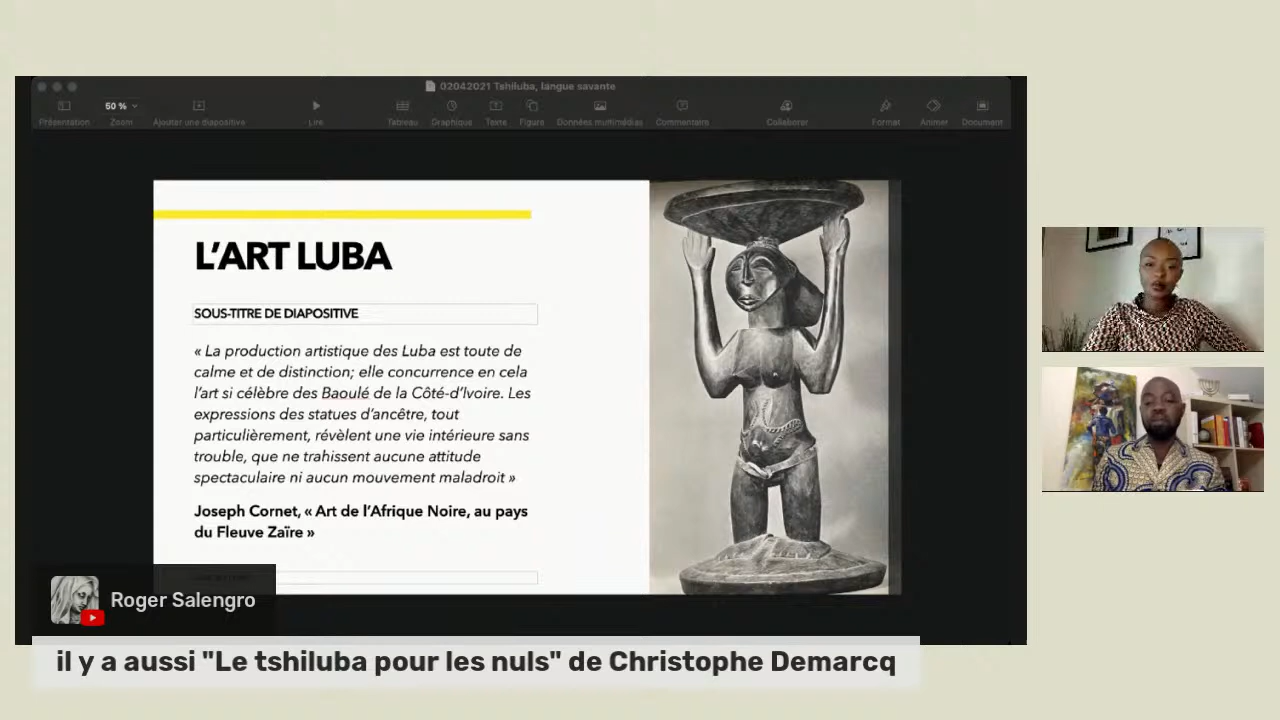 02042021 Tshiluba, langue savante
50 %
Présentation
Zoom
Ajouter une diapositive
Lire
Tableau
Graphique
Texte
Figure
Données multimédias
Commentaire
Collaborer
Format
Animer
Document
L'ART LUBA
SOUS-TITRE DE DIAPOSITIVE
« La production artistique des Luba est toute de
calme et de distinction; elle concurrence en cela
l'art si célèbre des Baoulé de la Côté-d'Ivoire. Les
expressions des statues d'ancêtre, tout
particulièrement, révèlent une vie intérieure sans
trouble, que ne trahissent aucune attitude
spectaculaire ni aucun mouvement maladroit »
Joseph Cornet, « Art de l'Afrique Noire, au pays
du Fleuve Zaïre »
Roger Salengro
il y a aussi "Le tshiluba pour les nuls" de Christophe Demarcq